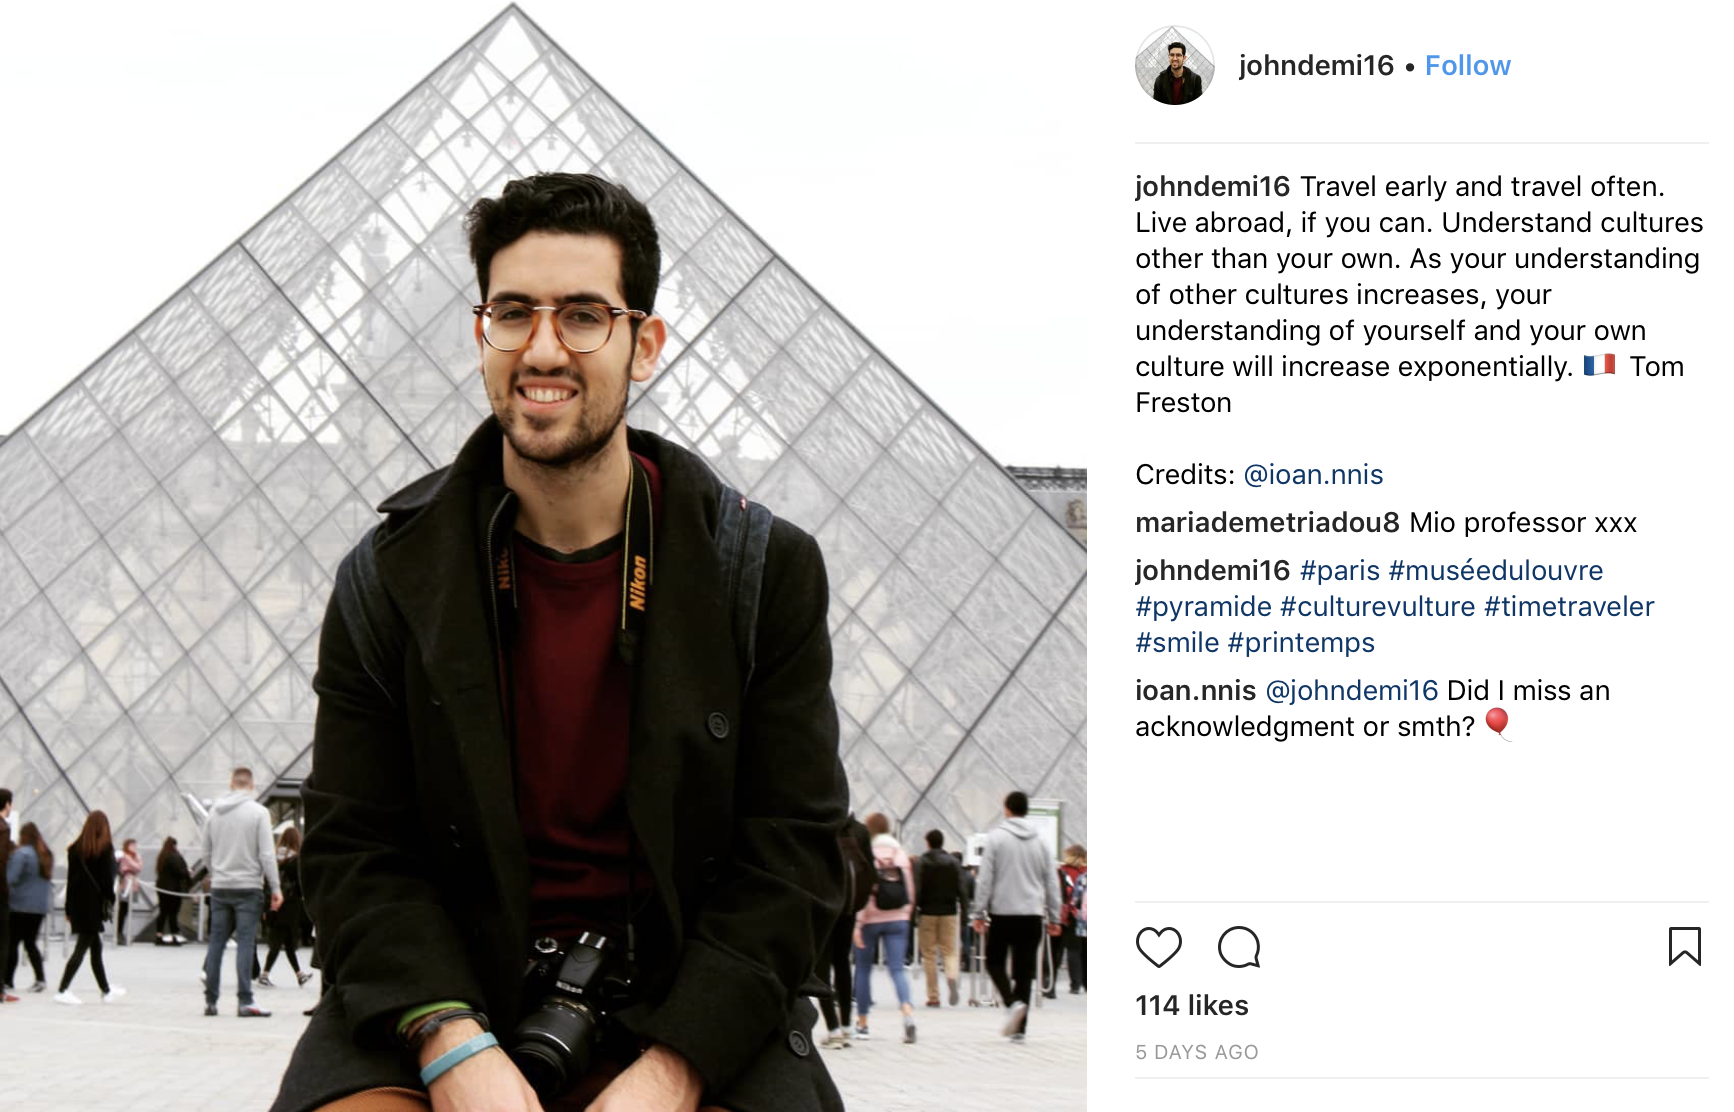 johndemi16 • Follow
johndemi16 Travel early and travel often.
Live abroad, if you can. Understand cultures
other than your own. As your understanding
of other cultures increases, your
understanding of yourself and your own
culture will increase exponentially. 🇫🇷 Tom
Freston
Credits: @ioan.nnis
mariademetriadou8 Mio professor xxx
johndemi16 #paris #muséedulouvre
#pyramide #culturevulture #timetraveler
#smile #printemps
ioan.nnis @johndemi16 Did I miss an
acknowledgment or smth? 🎈
114 likes
5 DAYS AGO
Nikon
Nikon